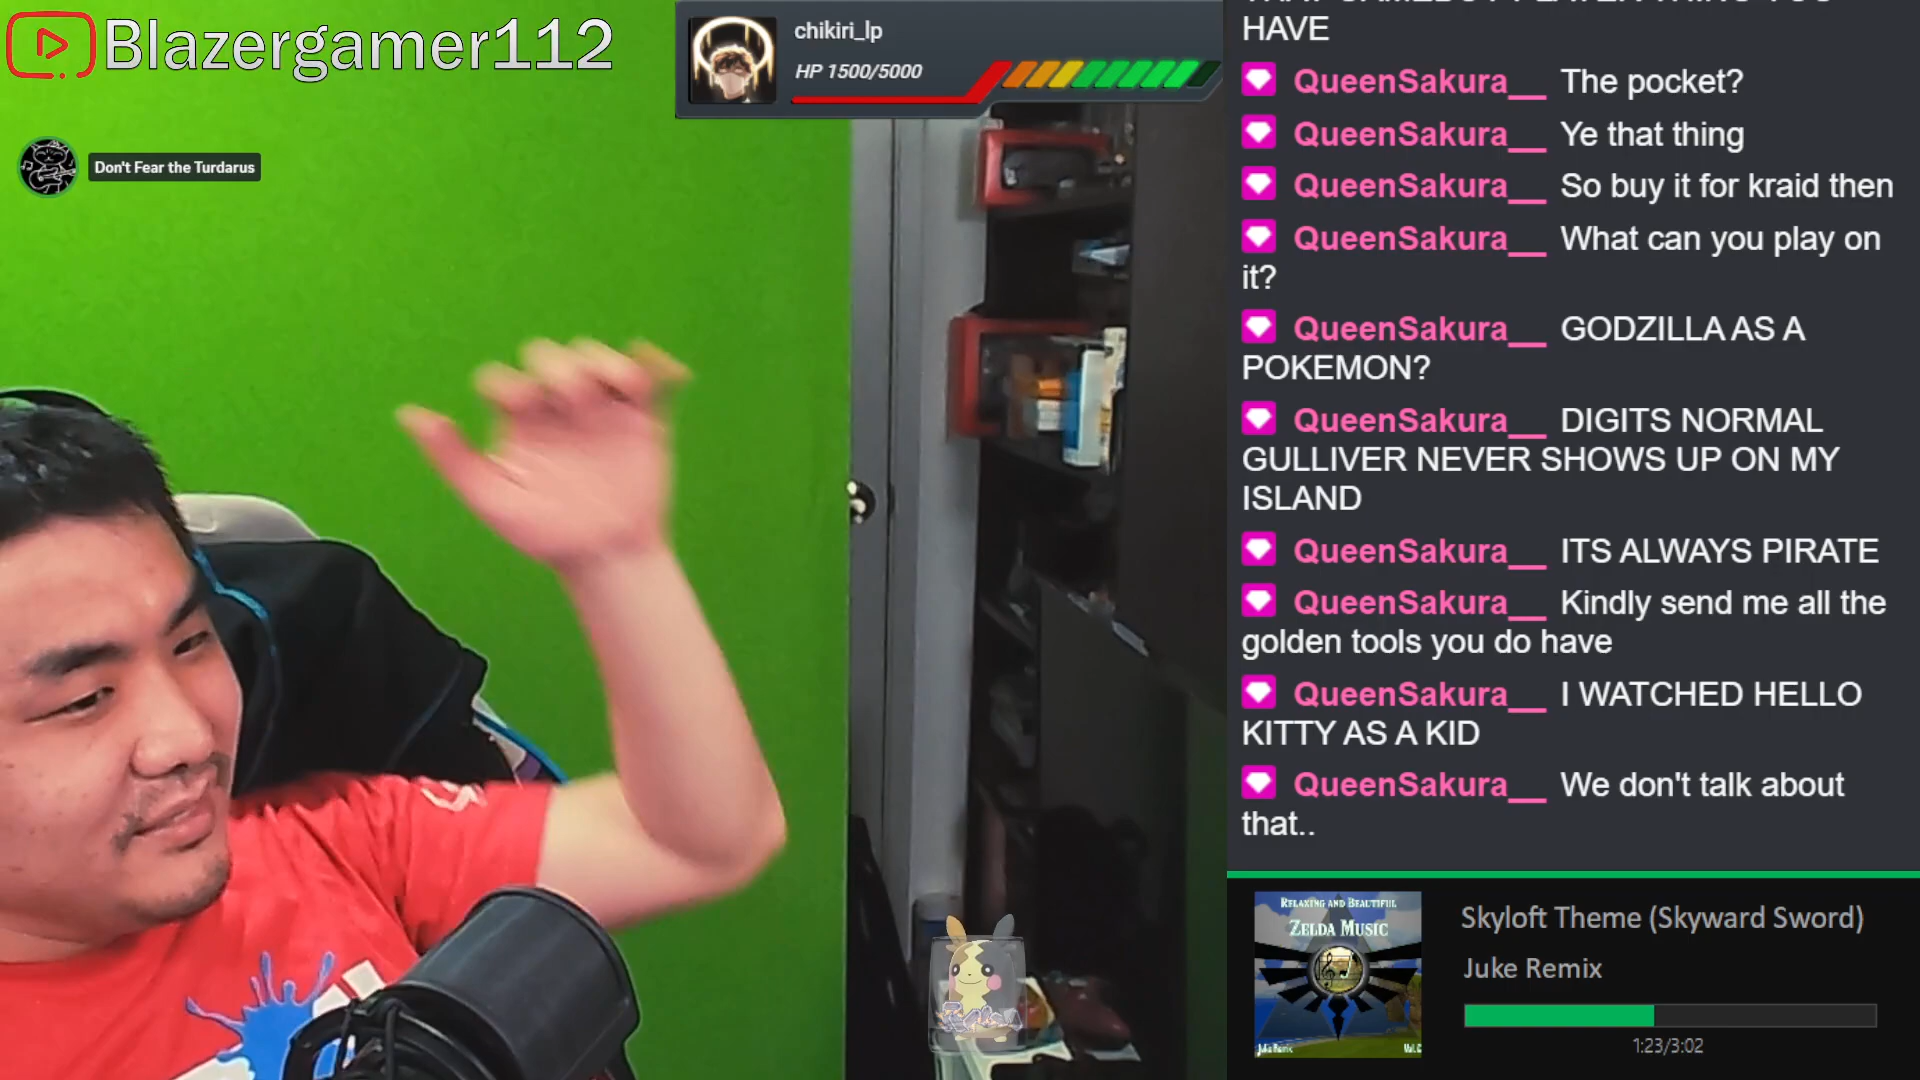 Blazergamer112
chikiri_lp
HP 1500/5000
Don't Fear the Turdarus
HAVE
QueenSakura__ The pocket?
QueenSakura__ Ye that thing
QueenSakura__ So buy it for kraid then
QueenSakura__ What can you play on
it?
QueenSakura__ GODZILLA AS A
POKEMON?
QueenSakura__ DIGITS NORMAL
GULLIVER NEVER SHOWS UP ON MY
ISLAND
QueenSakura__ ITS ALWAYS PIRATE
QueenSakura__ Kindly send me all the
golden tools you do have
QueenSakura__ I WATCHED HELLO
KITTY AS A KID
QueenSakura__ We don't talk about
that..
RELAXING AND BEAUTIFUL
ZELDA MUSIC
Juke Remix
Skyloft Theme (Skyward Sword)
Juke Remix
1:23/3:02